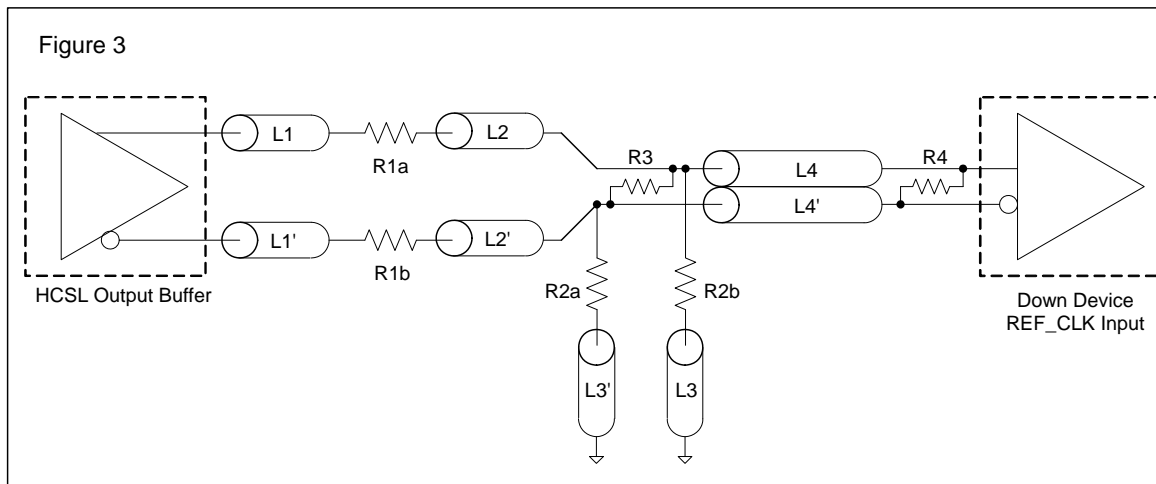 Figure 3
L1
R1a
L2
R3
L4
R4
L1'
R1b
L2'
L4'
HCSL Output Buffer
R2a
R2b
Down Device
REF_CLK Input
L3'
L3